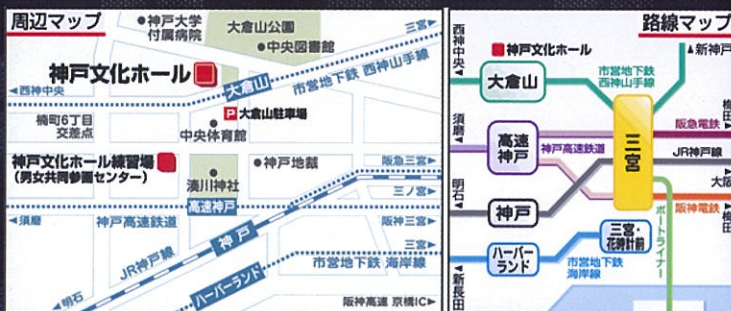 周辺マップ
神戸大学
付属病院
大倉山公園
中央図書館
三宮▶
神戸文化ホール
◀西神中央
大倉山
市営地下鉄 西神山手線
P 大倉山駐車場
楠町6丁目
交差点
中央体育館
神戸文化ホール練習場
(男女共同参画センター)
湊川神社
神戸地裁
阪急三宮▶
三ノ宮▶
高速神戸
◀須磨
神戸高速鉄道
阪神三宮▶
神戸
JR神戸線
三宮▶
市営地下鉄 海岸線
ハーバーランド
◀明石
阪神高速 京橋IC▶
路線マップ
西神中央
神戸文化ホール
▲新神戸
大倉山
市営地下鉄
西神山手線
須磨
高速
神戸
神戸高速鉄道
三宮
阪急電鉄
梅田
JR神戸線
大阪
明石
神戸
阪神電鉄
梅田
ハーバー
ランド
三宮・
花時計前
市営地下鉄
海岸線
ポートライナー
新長田